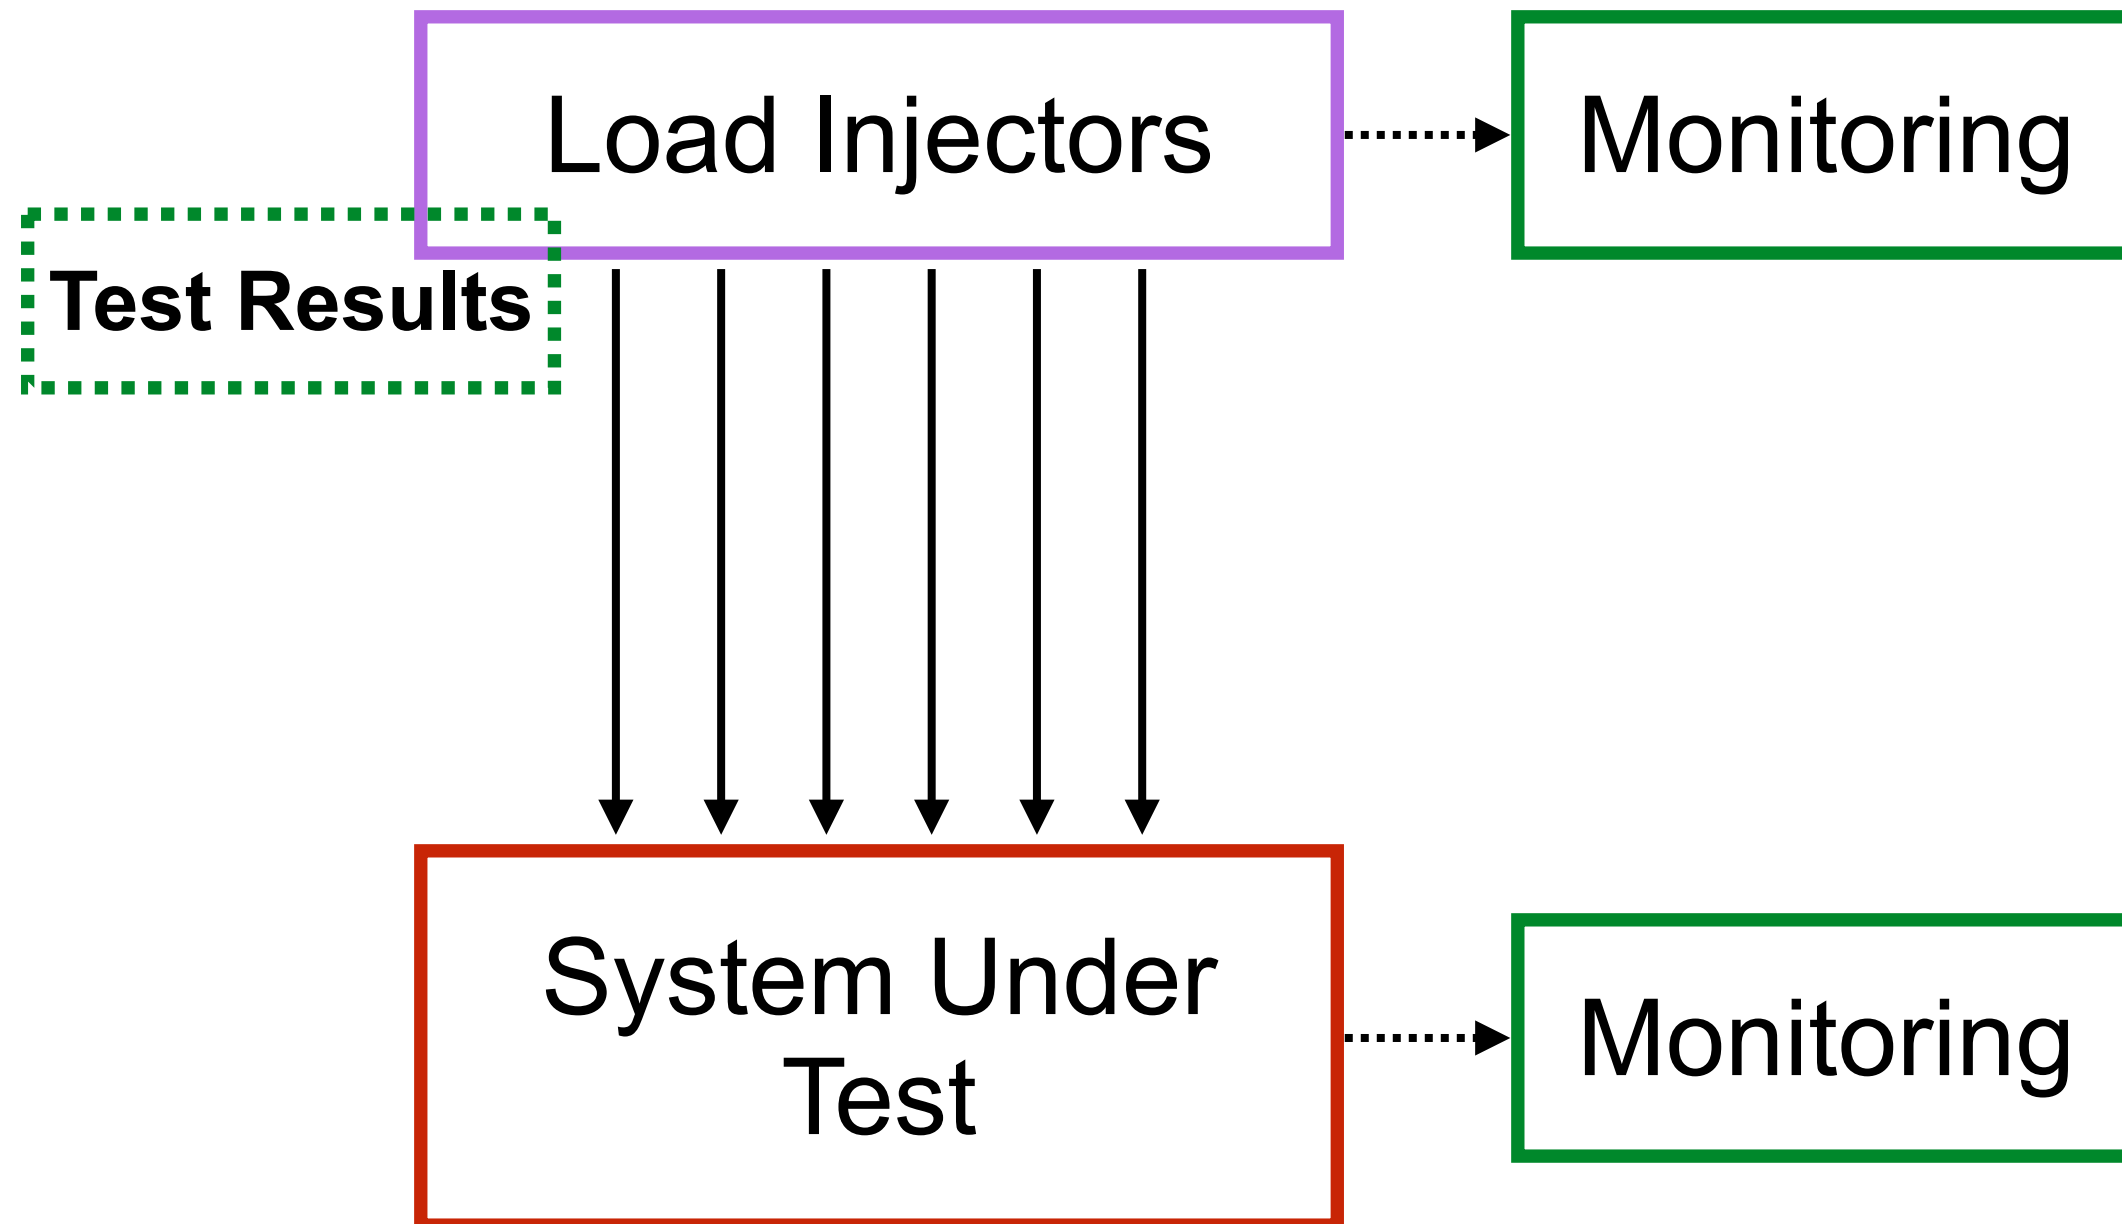 Load Injectors
Monitoring
Test Results
System Under
Test
Monitoring